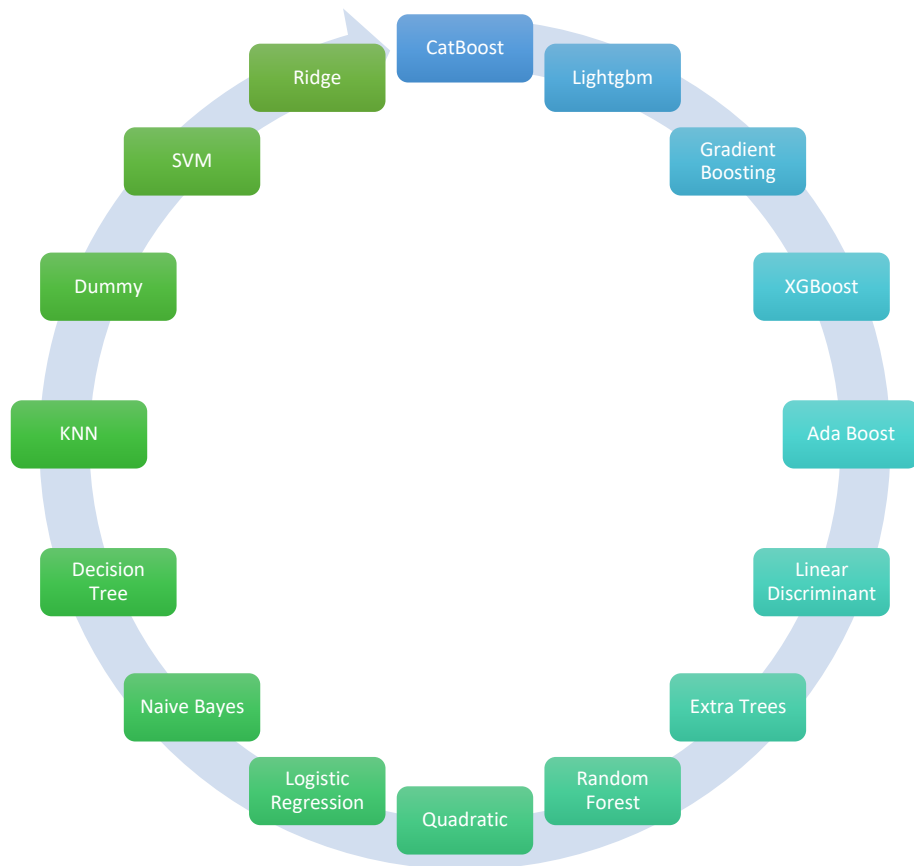 CatBoost
Lightgbm
Gradient
Boosting
XGBoost
Ada Boost
Linear
Discriminant
Extra Trees
Random
Forest
Quadratic
Logistic
Regression
Naive Bayes
Decision
Tree
KNN
Dummy
SVM
Ridge